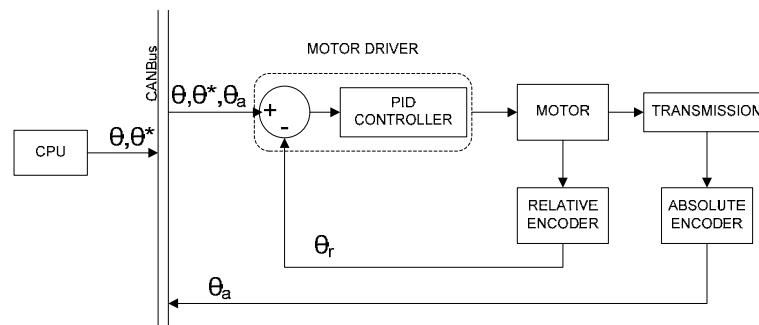 MOTOR DRIVER
CANBus
θ,θ*,θa
+
-
PID
CONTROLLER
MOTOR
TRANSMISSION
CPU
θ,θ*
RELATIVE
ENCODER
ABSOLUTE
ENCODER
θr
θa